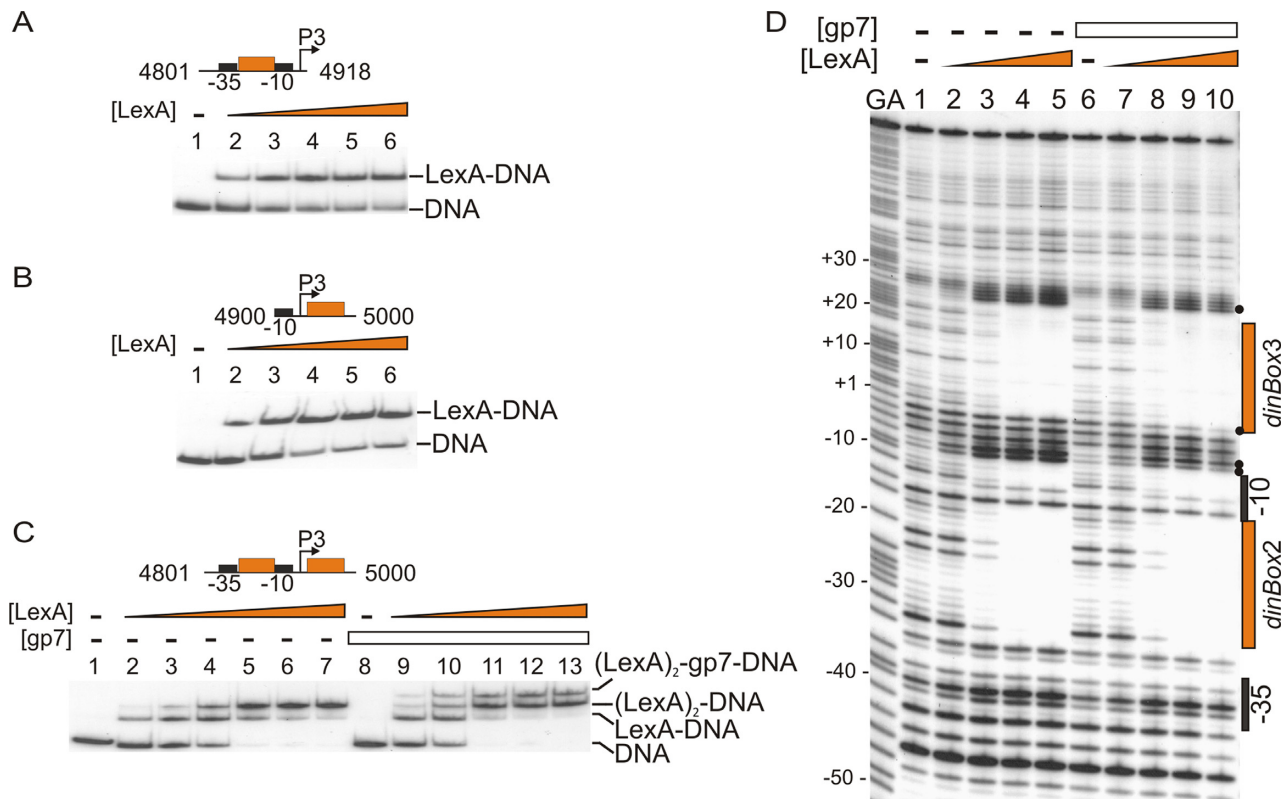 A
P3
4801
-35
-10
4918
[LexA]
-
1 2 3 4 5 6
LexA-DNA
DNA
B
P3
4900
-10
5000
[LexA]
-
1 2 3 4 5 6
LexA-DNA
DNA
C
P3
4801
-35
-10
5000
[LexA] - -
[gp7] - - - - - - -
1 2 3 4 5 6 7 8 9 10 11 12 13
(LexA)₂-gp7-DNA
(LexA)₂-DNA
LexA-DNA
DNA
D
[gp7] - - - - -
[LexA] - -
GA 1 2 3 4 5 6 7 8 9 10
+30
+20
+10
+1
-10
-20
-30
-40
-50
dinBox3
-10
dinBox2
-35